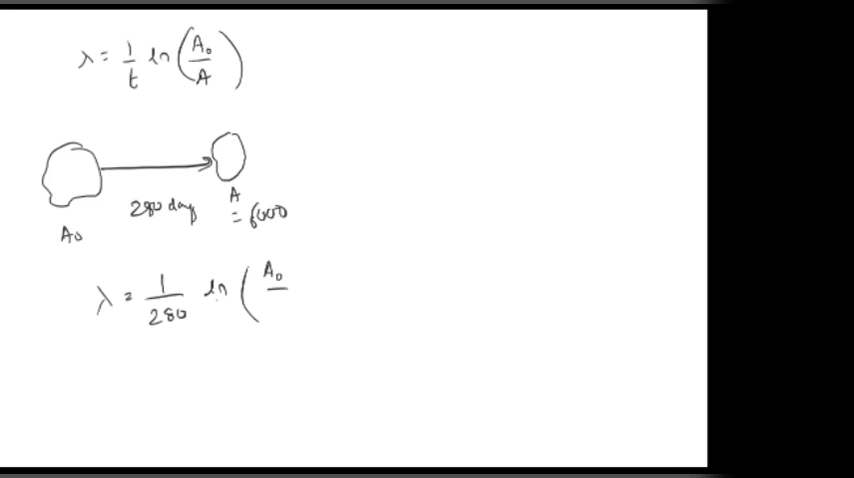 λ = 1/t ln(A₀/A)
280 day
A
= 6000
A₀
λ = 1/280 ln(A₀/